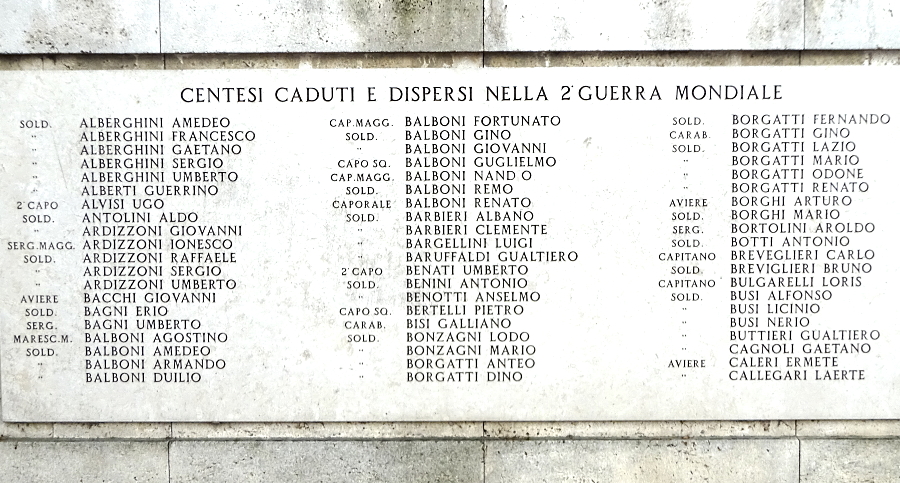 CENTESI CADUTI E DISPERSI NELLA 2ª GUERRA MONDIALE
SOLD. ALBERGHINI AMEDEO
" ALBERGHINI FRANCESCO
" ALBERGHINI GAETANO
" ALBERGHINI SERGIO
" ALBERGHINI UMBERTO
" ALBERTI GUERRINO
2° CAPO ALVISI UGO
SOLD. ANTOLINI ALDO
" ARDIZZONI GIOVANNI
SERG.MAGG. ARDIZZONI IONESCO
SOLD. ARDIZZONI RAFFAELE
" ARDIZZONI SERGIO
" ARDIZZONI UMBERTO
AVIERE BACCHI GIOVANNI
SOLD. BAGNI ERIO
SERG. BAGNI UMBERTO
MARESC.M. BALBONI AGOSTINO
SOLD. BALBONI AMEDEO
" BALBONI ARMANDO
" BALBONI DUILIO
CAP.MAGG. BALBONI FORTUNATO
SOLD. BALBONI GINO
" BALBONI GIOVANNI
CAPO SQ. BALBONI GUGLIELMO
CAP.MAGG. BALBONI NAND O
SOLD. BALBONI REMO
CAPORALE BALBONI RENATO
SOLD. BARBIERI ALBANO
" BARBIERI CLEMENTE
" BARGELLINI LUIGI
" BARUFFALDI GUALTIERO
2° CAPO BENATI UMBERTO
SOLD. BENINI ANTONIO
" BENOTTI ANSELMO
CAPO SQ. BERTELLI PIETRO
CARAB. BISI GALLIANO
SOLD. BONZAGNI LODO
" BONZAGNI MARIO
" BORGATTI ANTEO
" BORGATTI DINO
SOLD. BORGATTI FERNANDO
CARAB. BORGATTI GINO
SOLD. BORGATTI LAZIO
" BORGATTI MARIO
" BORGATTI ODONE
" BORGATTI RENATO
AVIERE BORGHI ARTURO
SOLD. BORGHI MARIO
SERG. BORTOLINI AROLDO
SOLD. BOTTI ANTONIO
CAPITANO BREVEGLIERI CARLO
SOLD. BREVIGLIERI BRUNO
CAPITANO BULGARELLI LORIS
SOLD. BUSI ALFONSO
" BUSI LICINIO
" BUSI NERIO
" BUTTIERI GUALTIERO
" CAGNOLI GAETANO
AVIERE CALERI ERMETE
" CALLEGARI LAERTE